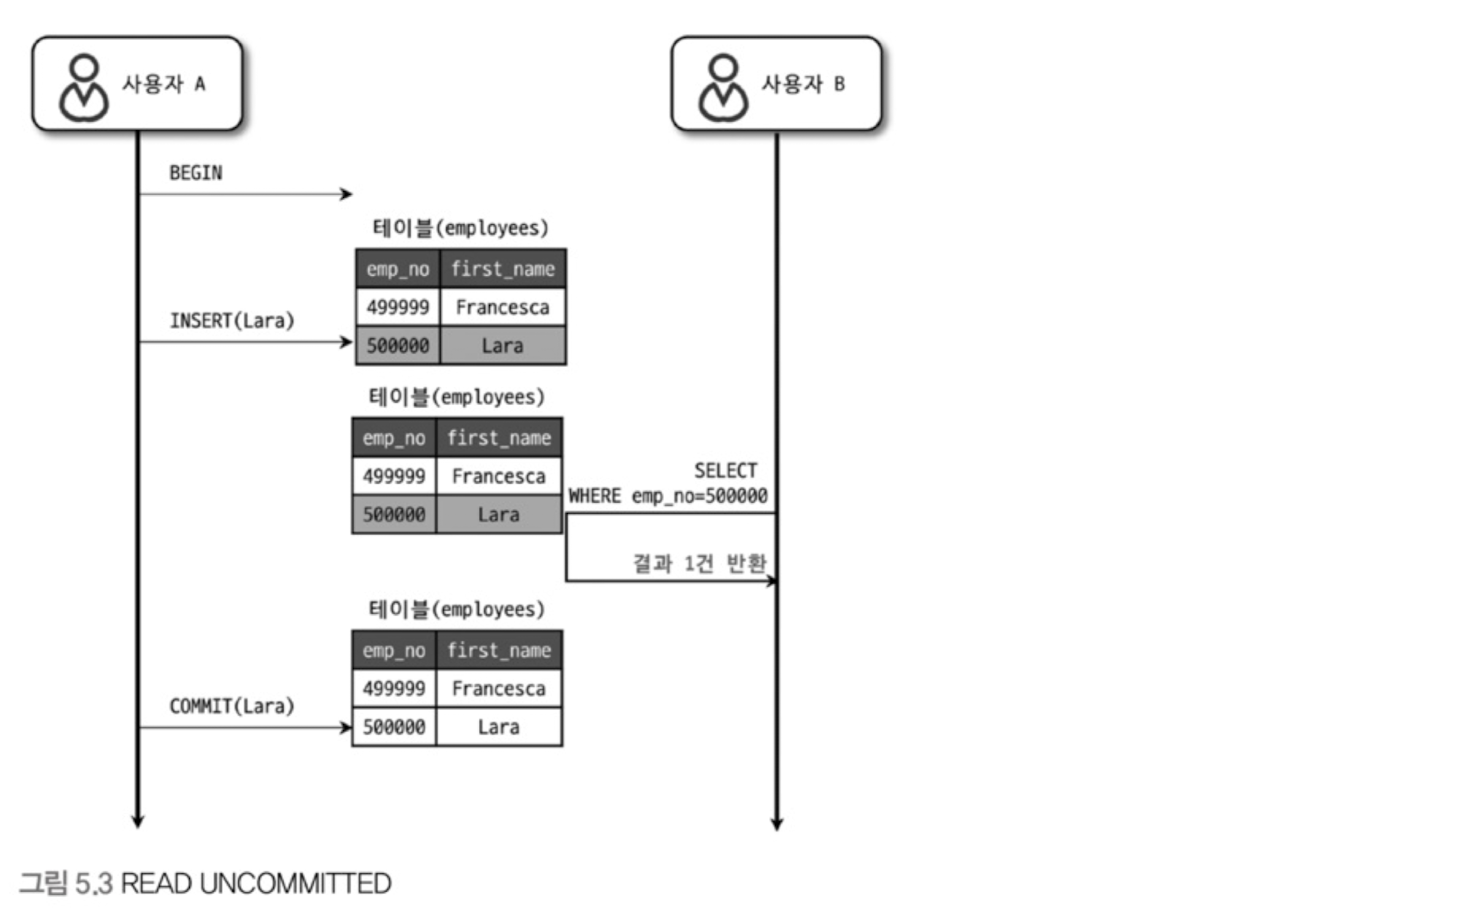 사용자 A
사용자 B
BEGIN
테이블(employees)
emp_no first_name
499999 Francesca
INSERT(Lara)
500000 Lara
테이블(employees)
emp_no first_name
499999 Francesca
500000 Lara
SELECT
WHERE emp_no=500000
결과 1건 반환
테이블(employees)
emp_no first_name
499999 Francesca
COMMIT(Lara)
500000 Lara
그림 5.3 READ UNCOMMITTED